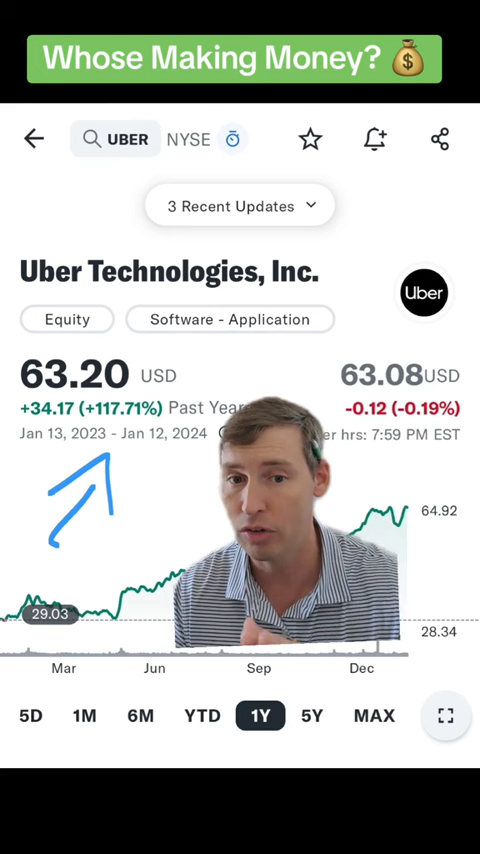 Whose Making Money? 💰
UBER NYSE
3 Recent Updates
Uber Technologies, Inc.
Uber
Equity
Software - Application
63.20 USD
63.08USD
+34.17 (+117.71%) Past Year
-0.12 (-0.19%)
Jan 13, 2023 - Jan 12, 2024
hrs: 7:59 PM EST
64.92
29.03
28.34
Mar Jun Sep Dec
5D 1M 6M YTD 1Y 5Y MAX